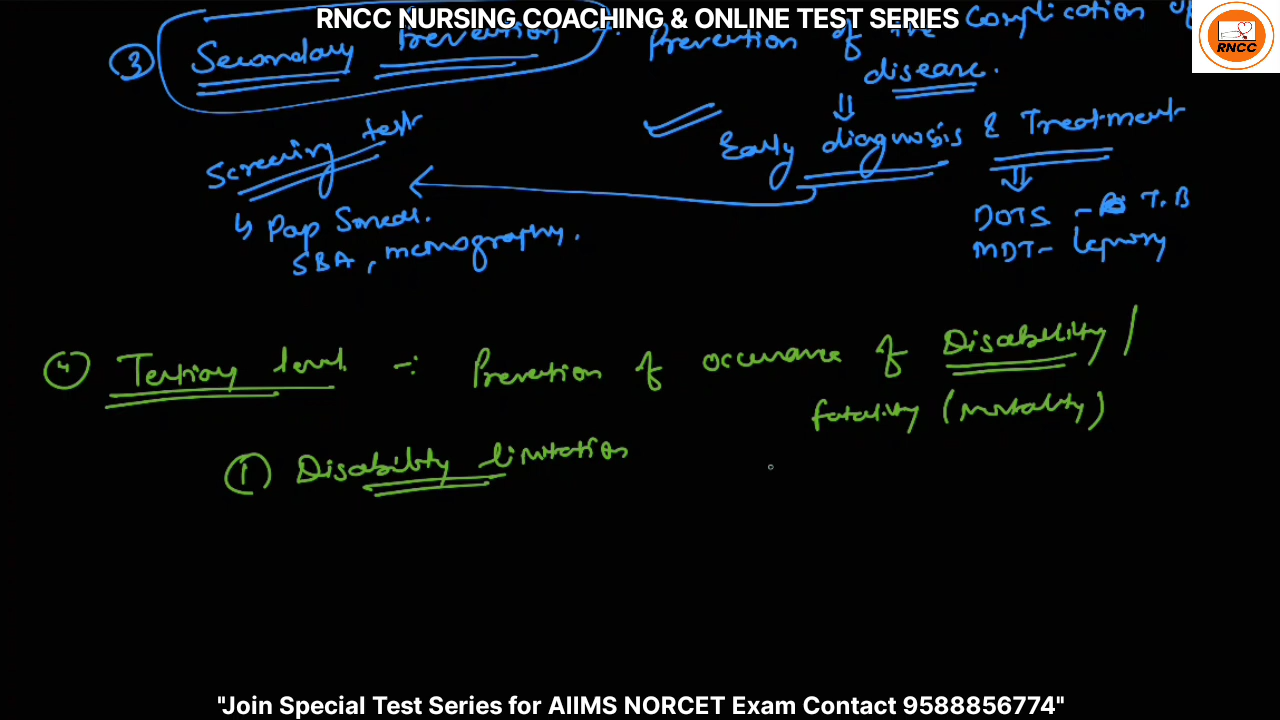 RNCC NURSING COACHING & ONLINE TEST SERIES
RNCC
③ Secondary Prevention :- Prevention of the Complication of
disease.
⇓
Early diagnosis & Treatment
⇓
Screening test
↳ Pap Smear.
SBA, memography.
DOTS - T.B
MDT - leprosy
④ Tertiary level :- Prevention of occurance of Disability /
fatality (mortality)
① Disability limitation
"Join Special Test Series for AIIMS NORCET Exam Contact 9588856774"